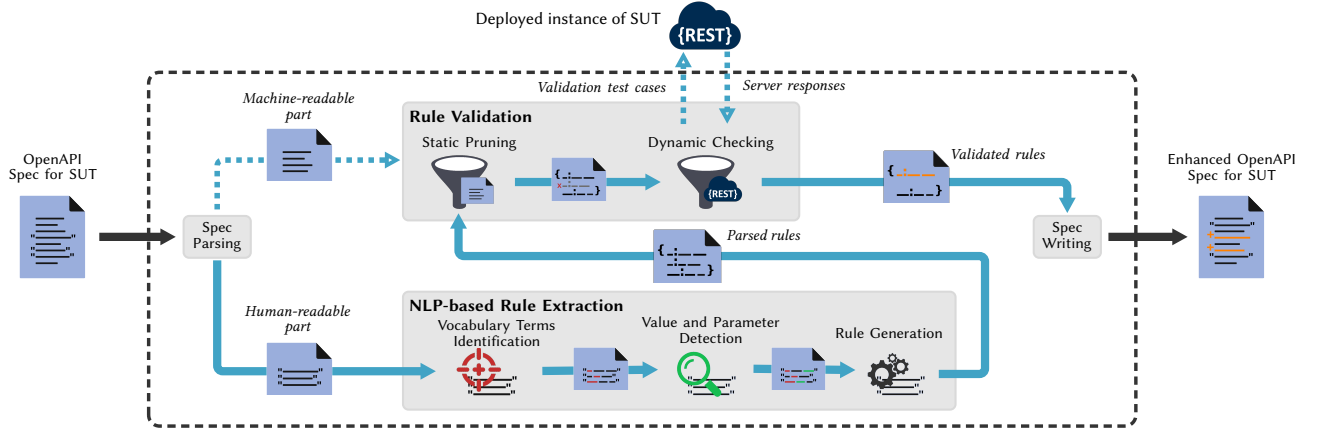 Deployed instance of SUT
{REST}
Validation test cases
Server responses
Machine-readable
part
Rule Validation
Static Pruning
Dynamic Checking
{REST}
Validated rules
OpenAPI
Spec for SUT
Enhanced OpenAPI
Spec for SUT
Spec
Parsing
Spec
Writing
Parsed rules
Human-readable
part
NLP-based Rule Extraction
Vocabulary Terms
Identification
Value and Parameter
Detection
Rule Generation